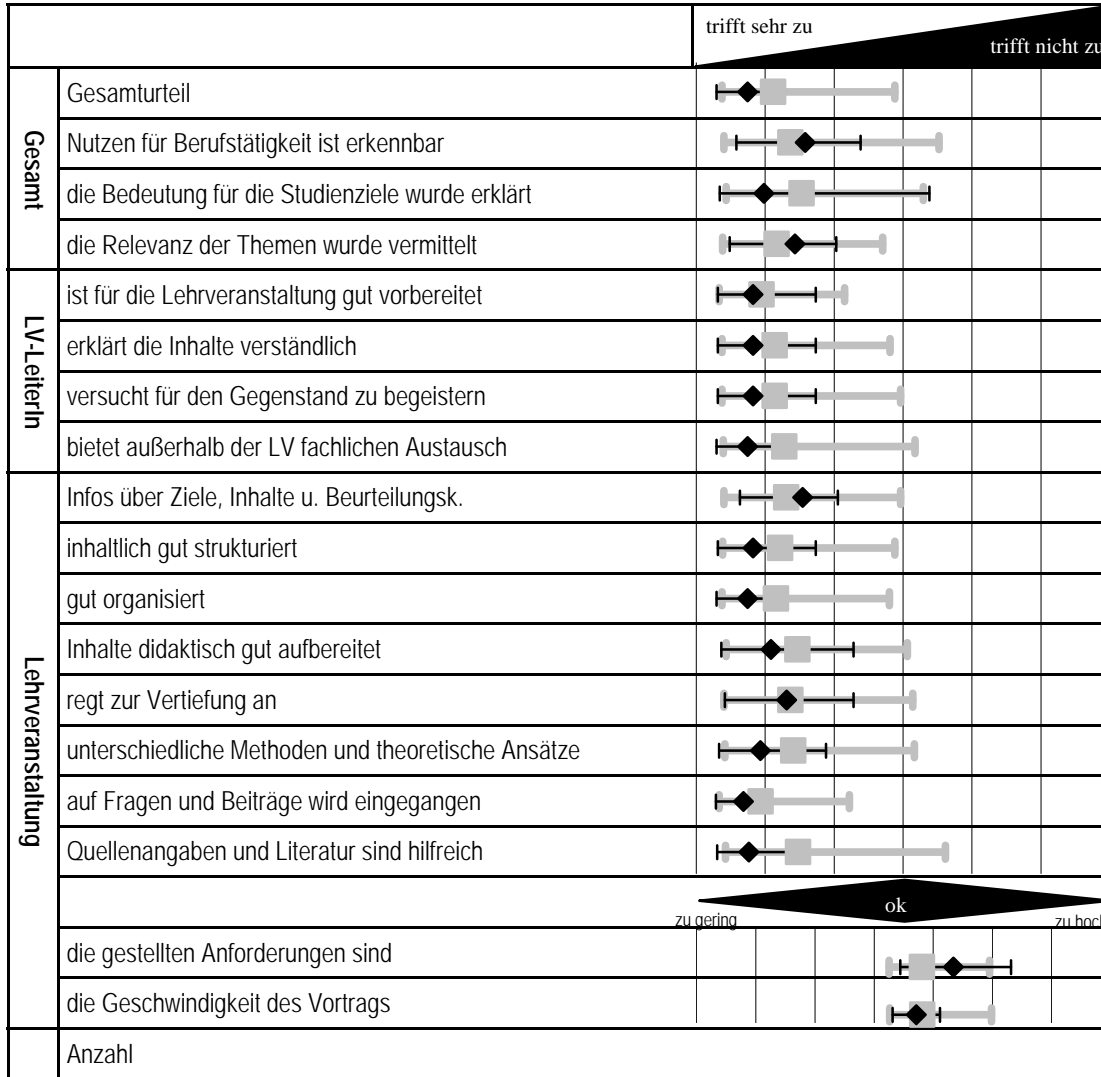 trifft sehr zu
trifft nicht zu
Gesamt
Gesamturteil
Nutzen für Berufstätigkeit ist erkennbar
die Bedeutung für die Studienziele wurde erklärt
die Relevanz der Themen wurde vermittelt
LV-LeiterIn
ist für die Lehrveranstaltung gut vorbereitet
erklärt die Inhalte verständlich
versucht für den Gegenstand zu begeistern
bietet außerhalb der LV fachlichen Austausch
Lehrveranstaltung
Infos über Ziele, Inhalte u. Beurteilungsk.
inhaltlich gut strukturiert
gut organisiert
Inhalte didaktisch gut aufbereitet
regt zur Vertiefung an
unterschiedliche Methoden und theoretische Ansätze
auf Fragen und Beiträge wird eingegangen
Quellenangaben und Literatur sind hilfreich
zu gering
ok
zu hoch
die gestellten Anforderungen sind
die Geschwindigkeit des Vortrags
Anzahl